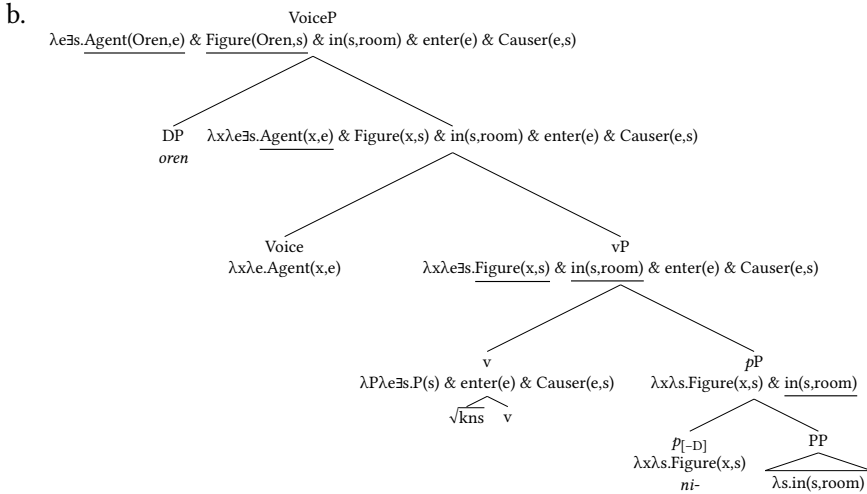 b.
VoiceP
λe∃s.Agent(Oren,e) & Figure(Oren,s) & in(s,room) & enter(e) & Causer(e,s)
DP
oren
λxλe∃s.Agent(x,e) & Figure(x,s) & in(s,room) & enter(e) & Causer(e,s)
Voice
λxλe.Agent(x,e)
vP
λxλe∃s.Figure(x,s) & in(s,room) & enter(e) & Causer(e,s)
v
λPλe∃s.P(s) & enter(e) & Causer(e,s)
√kns v
pP
λxλs.Figure(x,s) & in(s,room)
p[−D]
λxλs.Figure(x,s)
ni-
PP
λs.in(s,room)